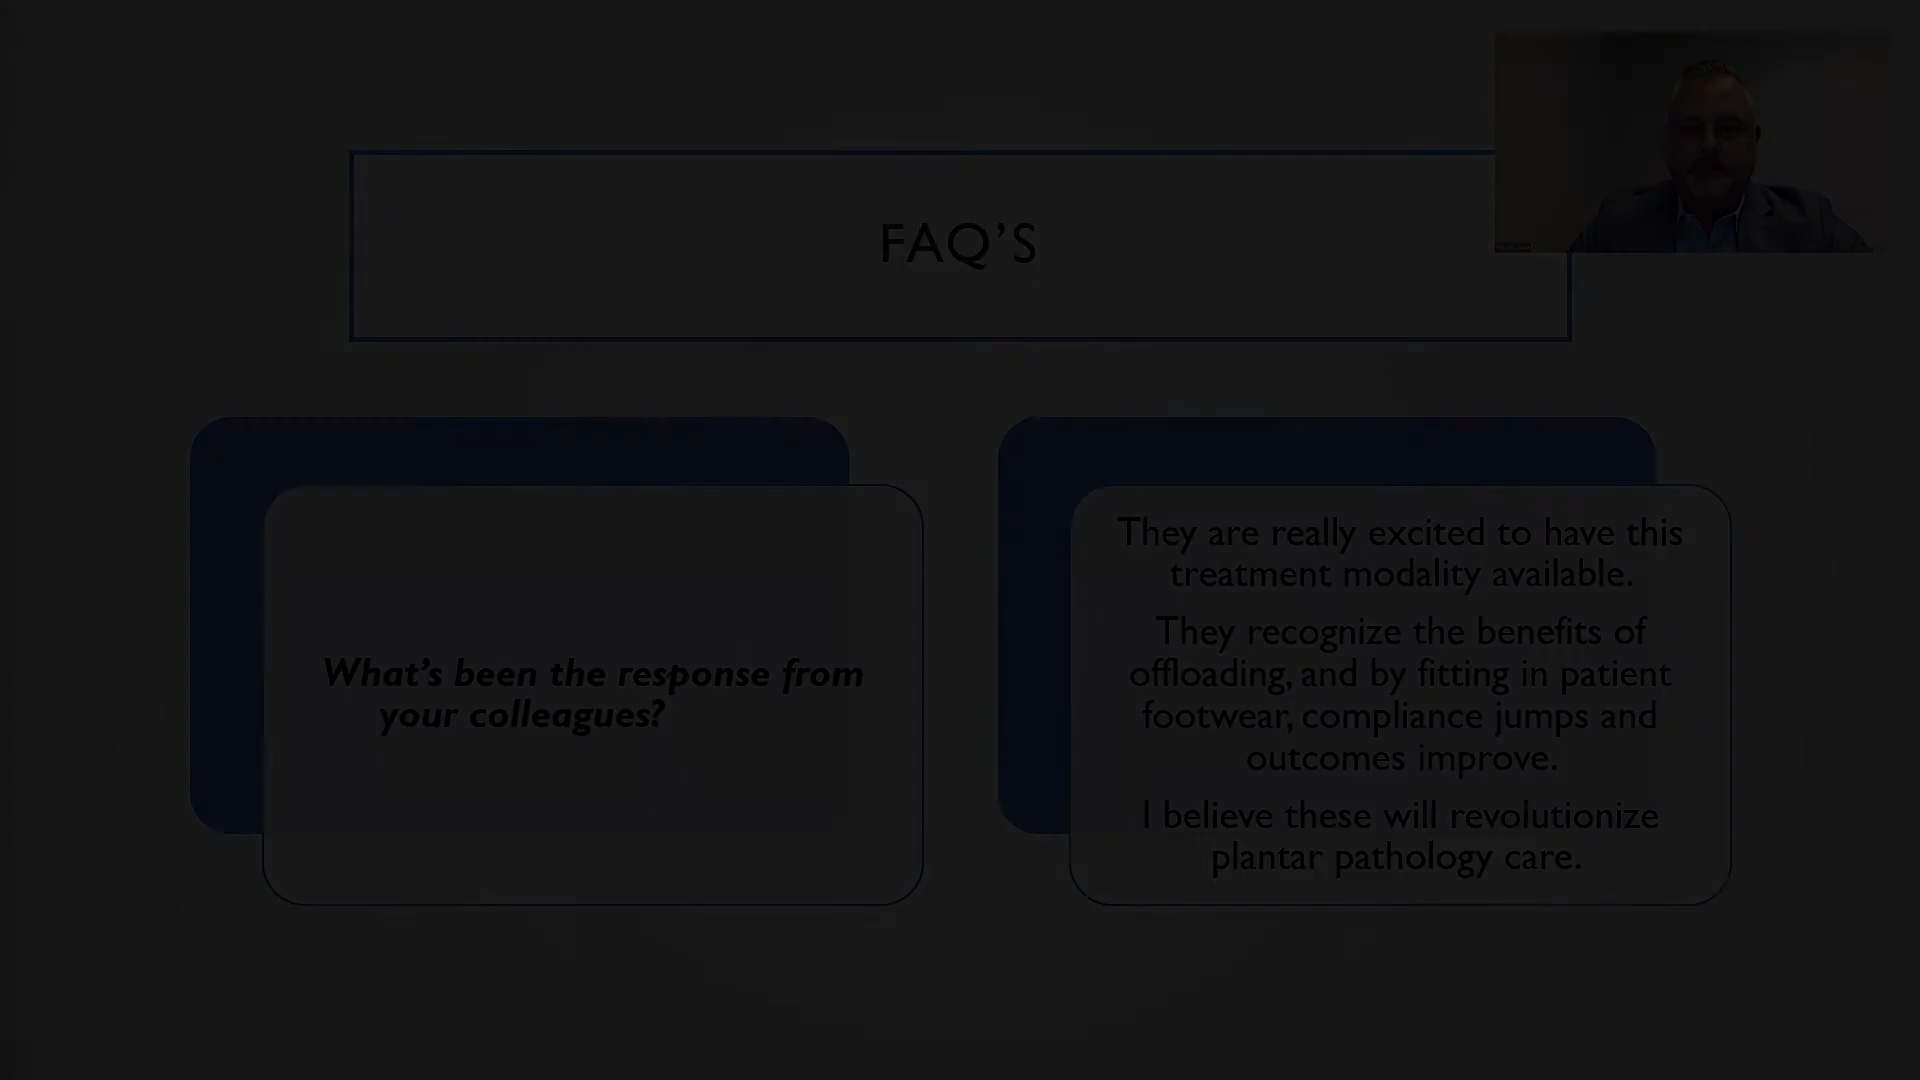 FAQ’S
What’s been the response from
your colleagues?
They are really excited to have this
treatment modality available.
They recognize the benefits of
offloading, and by fitting in patient
footwear, compliance jumps and
outcomes improve.
I believe these will revolutionize
plantar pathology care.